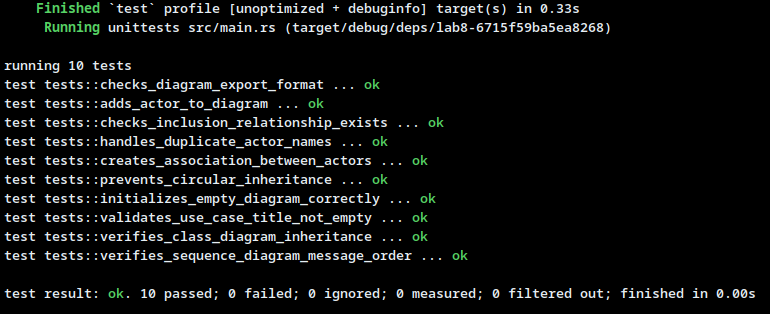 Finished `test` profile [unoptimized + debuginfo] target(s) in 0.33s
Running unittests src/main.rs (target/debug/deps/lab8-6715f59ba5ea8268)
running 10 tests
test tests::checks_diagram_export_format ... ok
test tests::adds_actor_to_diagram ... ok
test tests::checks_inclusion_relationship_exists ... ok
test tests::handles_duplicate_actor_names ... ok
test tests::creates_association_between_actors ... ok
test tests::prevents_circular_inheritance ... ok
test tests::initializes_empty_diagram_correctly ... ok
test tests::validates_use_case_title_not_empty ... ok
test tests::verifies_class_diagram_inheritance ... ok
test tests::verifies_sequence_diagram_message_order ... ok
test result: ok. 10 passed; 0 failed; 0 ignored; 0 measured; 0 filtered out; finished in 0.00s